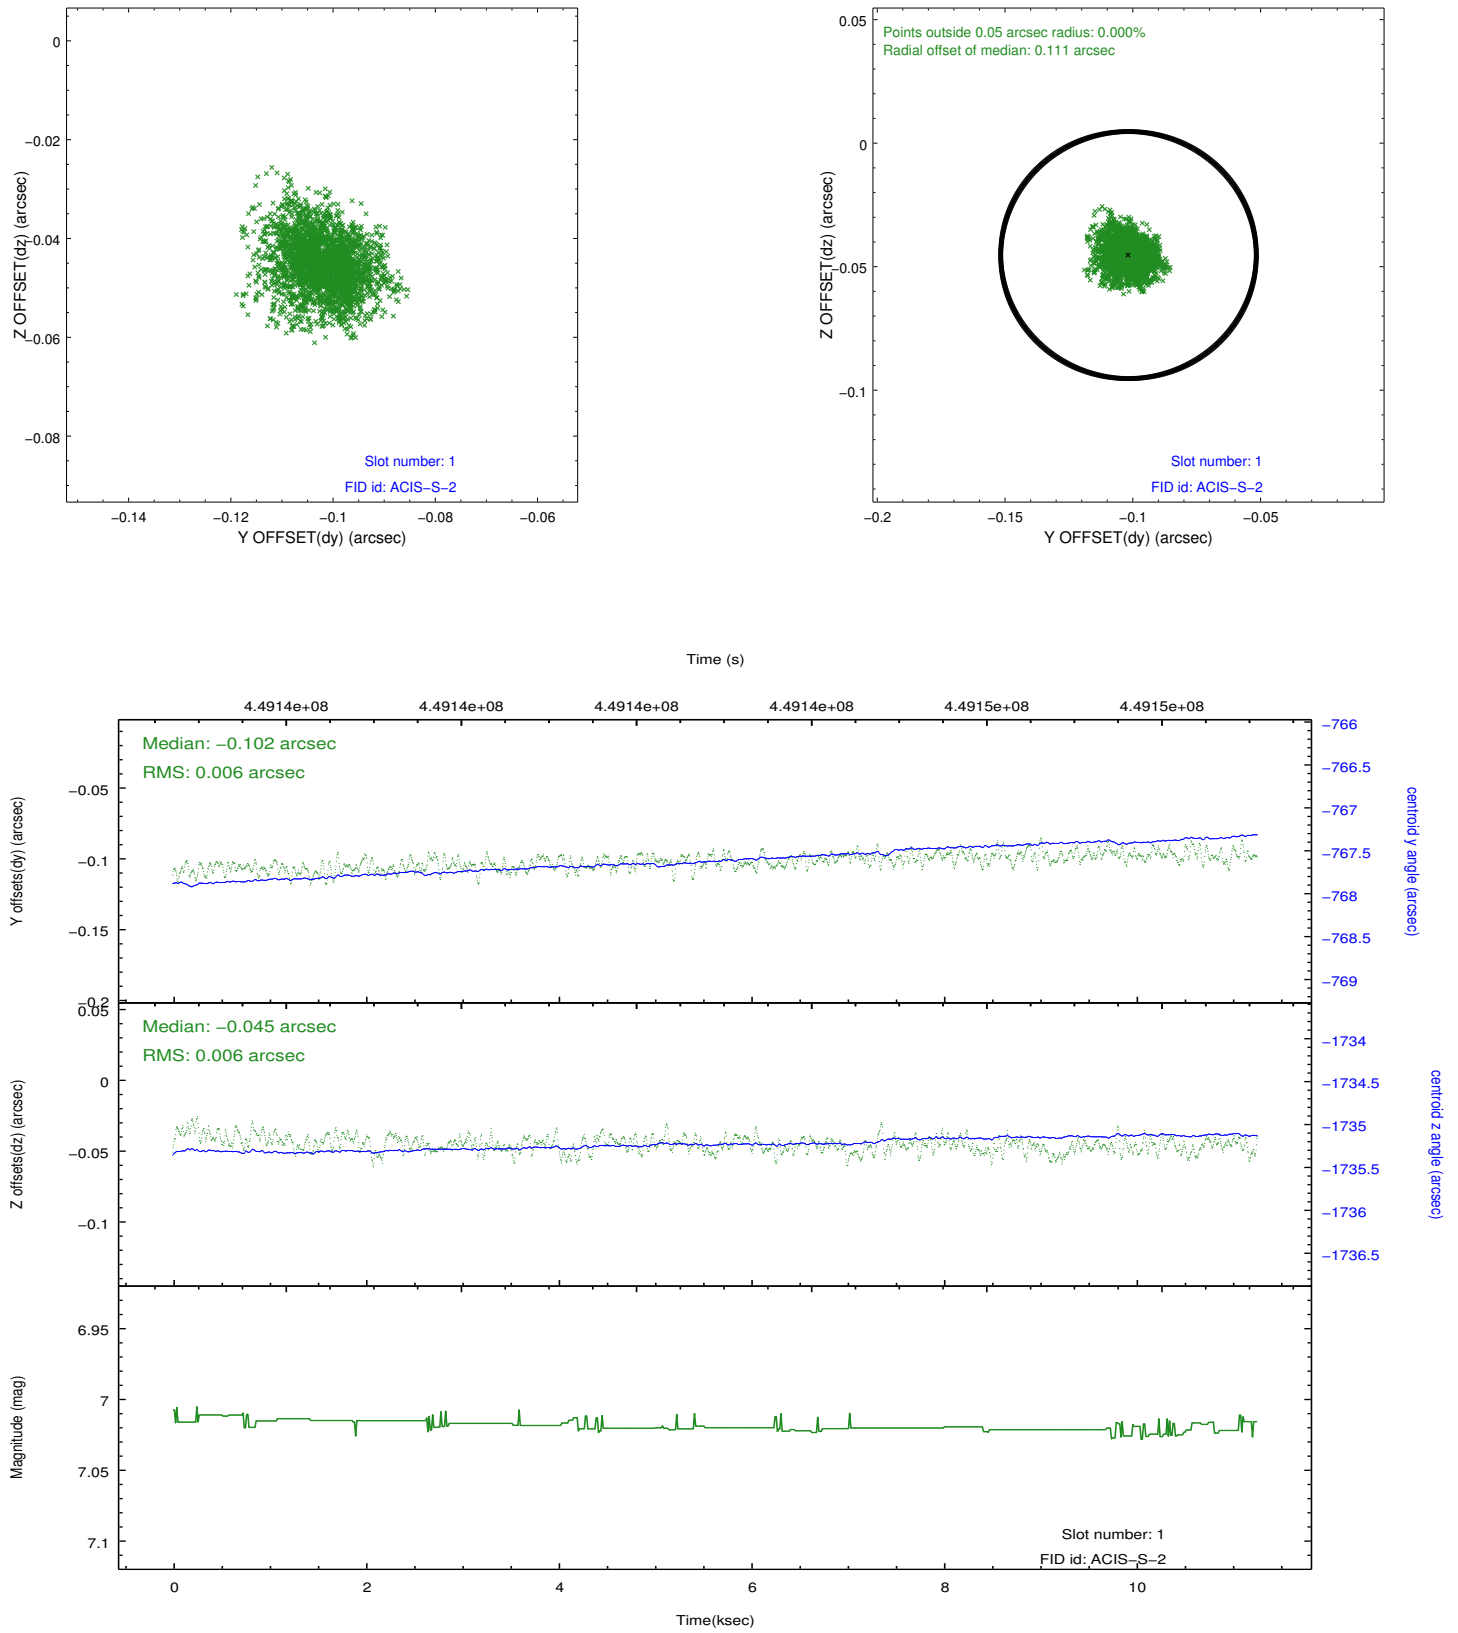 0
−0.02
−0.04
−0.06
−0.08
Z OFFSET(dz) (arcsec)
Slot number: 1
FID id: ACIS−S−2
−0.14 −0.12 −0.1 −0.08 −0.06
Y OFFSET(dy) (arcsec)
Points outside 0.05 arcsec radius: 0.000%
Radial offset of median: 0.111 arcsec
0.05
0
−0.05
−0.1
Z OFFSET(dz) (arcsec)
Slot number: 1
FID id: ACIS−S−2
−0.2 −0.15 −0.1 −0.05
Y OFFSET(dy) (arcsec)
Time (s)
4.4914e+08 4.4914e+08 4.4914e+08 4.4914e+08 4.4915e+08 4.4915e+08
Median: −0.102 arcsec
RMS: 0.006 arcsec
−0.05
−0.1
−0.15
−0.2
Y offsets(dy) (arcsec)
−766
−766.5
−767
−767.5
−768
−768.5
−769
centroid y angle (arcsec)
Median: −0.045 arcsec
RMS: 0.006 arcsec
0.05
0
−0.05
−0.1
Z offsets(dz) (arcsec)
−1734
−1734.5
−1735
−1735.5
−1736
−1736.5
centroid z angle (arcsec)
6.95
7
7.05
7.1
Magnitude (mag)
Slot number: 1
FID id: ACIS−S−2
0 2 4 6 8 10
Time(ksec)